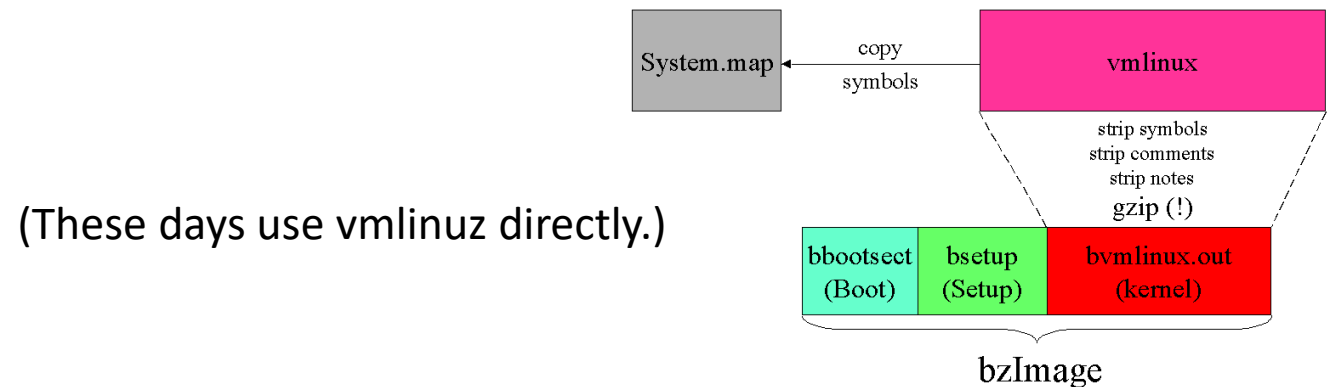 System.map
copy
symbols
vmlinux
strip symbols
strip comments
strip notes
gzip (!)
(These days use vmlinuz directly.)
bbootsect
(Boot)
bsetup
(Setup)
bvmlinux.out
(kernel)
bzImage